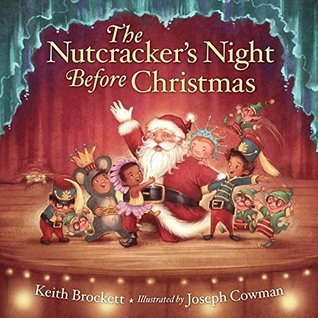 The
Nutcracker's Night
Before Christmas
Keith Brockett ★ Illustrated by Joseph Cowman